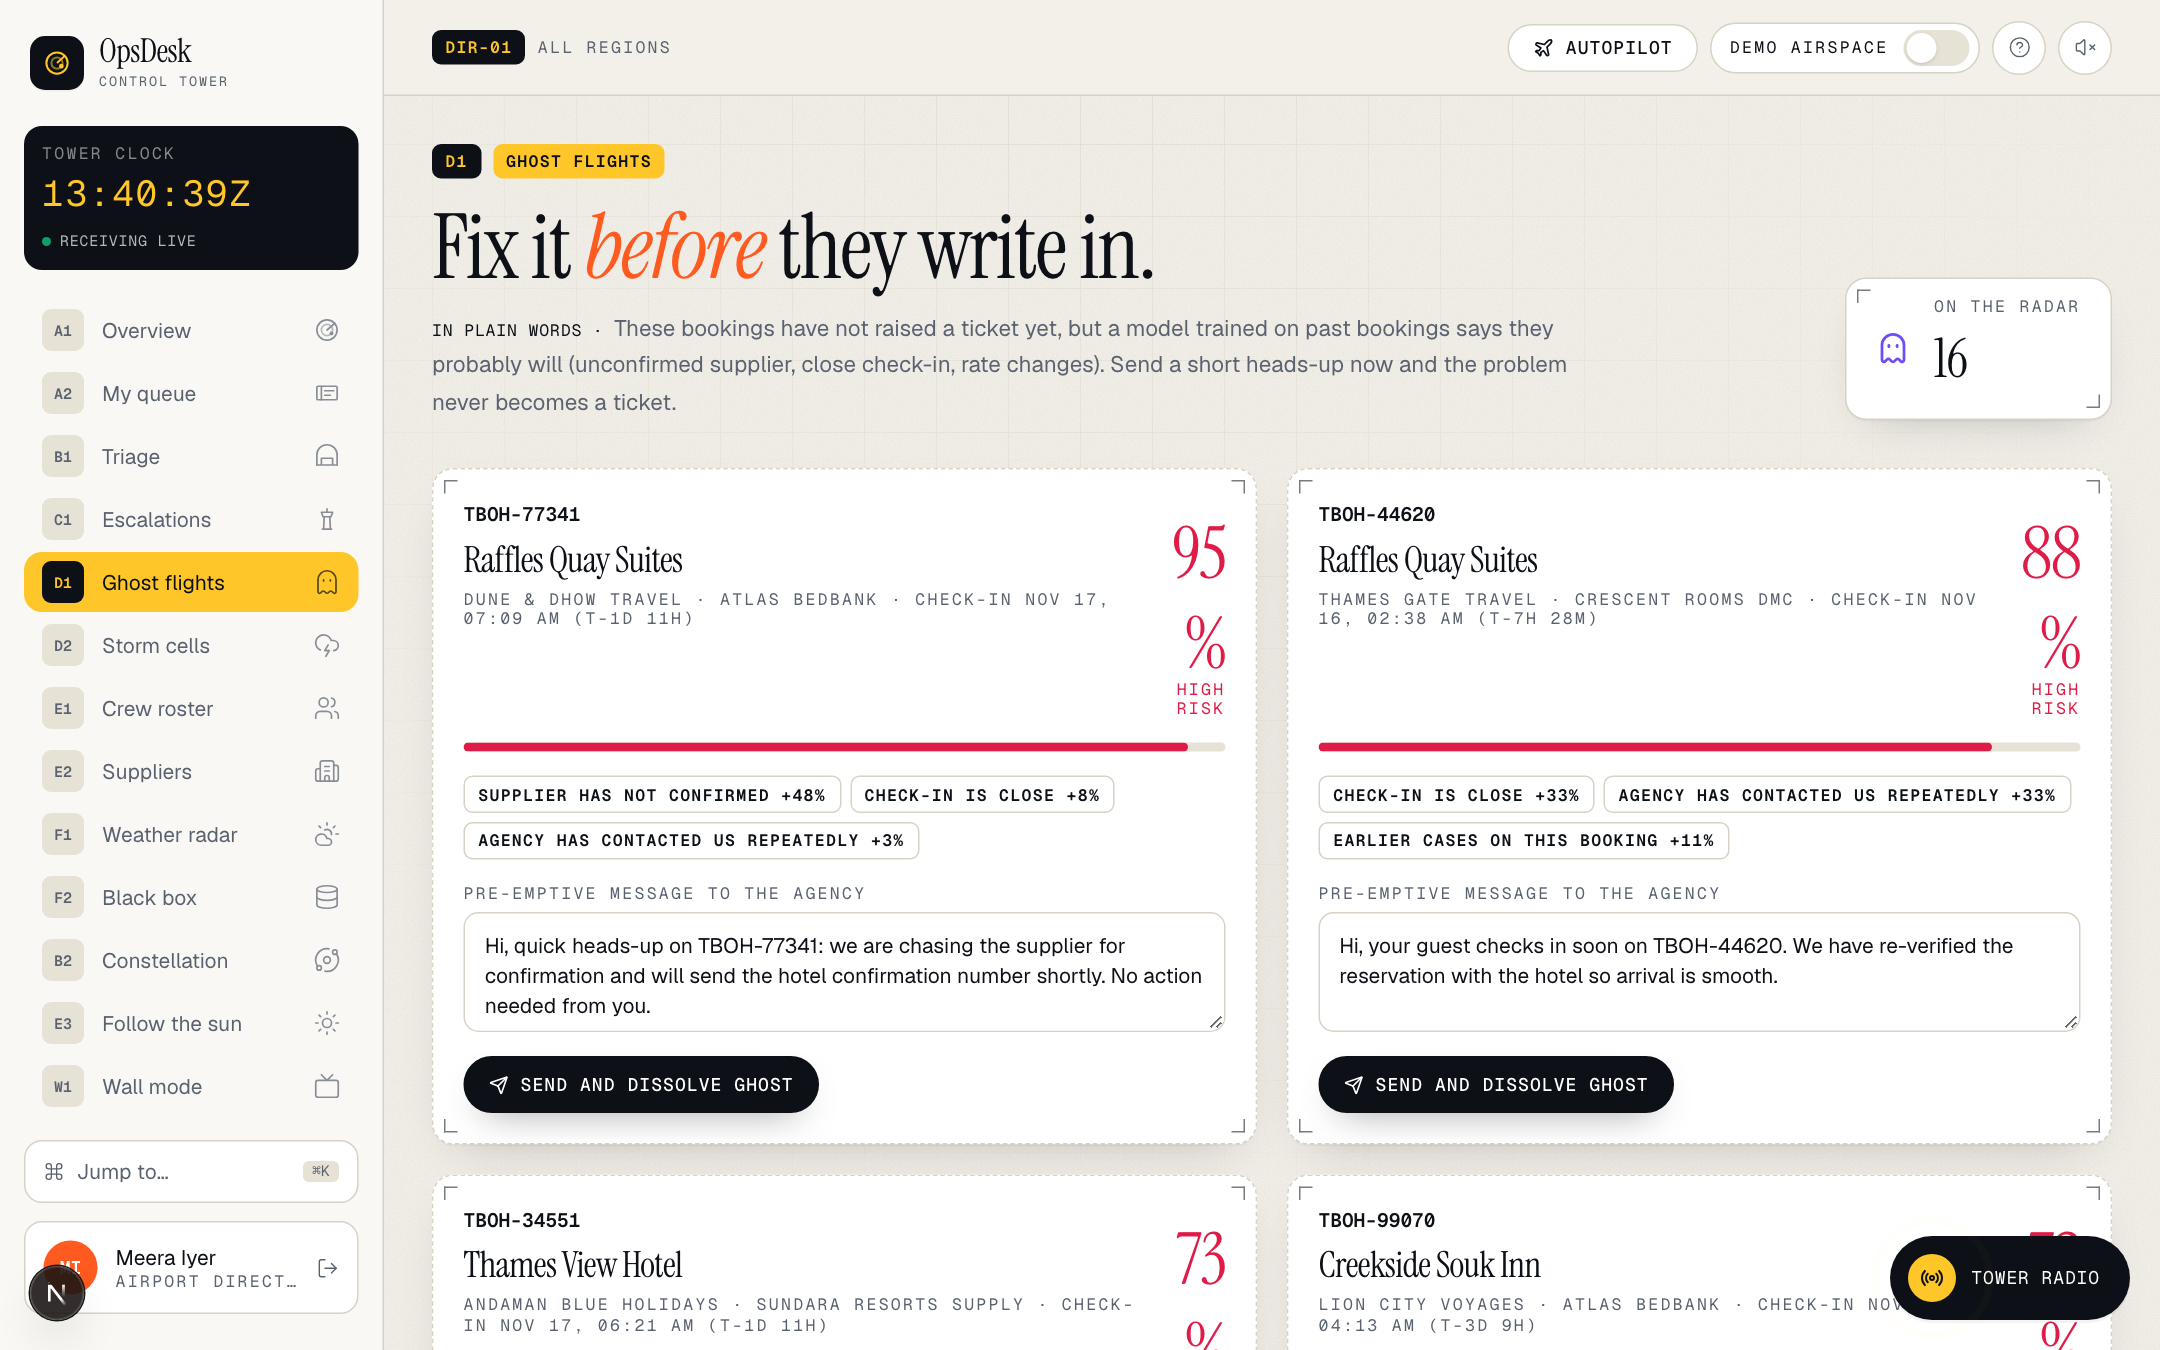 OpsDesk
CONTROL TOWER
TOWER CLOCK
13:40:39Z
RECEIVING LIVE
A1 Overview
A2 My queue
B1 Triage
C1 Escalations
D1 Ghost flights
D2 Storm cells
E1 Crew roster
E2 Suppliers
F1 Weather radar
F2 Black box
B2 Constellation
E3 Follow the sun
W1 Wall mode
⌘ Jump to… ⌘K
Meera Iyer
AIRPORT DIRECT…
N
DIR-01 ALL REGIONS
AUTOPILOT
DEMO AIRSPACE
D1 GHOST FLIGHTS
Fix it before they write in.
IN PLAIN WORDS · These bookings have not raised a ticket yet, but a model trained on past bookings says they
probably will (unconfirmed supplier, close check-in, rate changes). Send a short heads-up now and the problem
never becomes a ticket.
ON THE RADAR
16
TBOH-77341
Raffles Quay Suites
DUNE & DHOW TRAVEL · ATLAS BEDBANK · CHECK-IN NOV 17,
07:09 AM (T-1D 11H)
95
%
HIGH
RISK
SUPPLIER HAS NOT CONFIRMED +48% CHECK-IN IS CLOSE +8%
AGENCY HAS CONTACTED US REPEATEDLY +3%
PRE-EMPTIVE MESSAGE TO THE AGENCY
Hi, quick heads-up on TBOH-77341: we are chasing the supplier for
confirmation and will send the hotel confirmation number shortly. No action
needed from you.
SEND AND DISSOLVE GHOST
TBOH-44620
Raffles Quay Suites
THAMES GATE TRAVEL · CRESCENT ROOMS DMC · CHECK-IN NOV
16, 02:38 AM (T-7H 28M)
88
%
HIGH
RISK
CHECK-IN IS CLOSE +33% AGENCY HAS CONTACTED US REPEATEDLY +33%
EARLIER CASES ON THIS BOOKING +11%
PRE-EMPTIVE MESSAGE TO THE AGENCY
Hi, your guest checks in soon on TBOH-44620. We have re-verified the
reservation with the hotel so arrival is smooth.
SEND AND DISSOLVE GHOST
TBOH-34551
Thames View Hotel
ANDAMAN BLUE HOLIDAYS · SUNDARA RESORTS SUPPLY · CHECK-
IN NOV 17, 06:21 AM (T-1D 11H)
73
%
TBOH-99070
Creekside Souk Inn
LION CITY VOYAGES · ATLAS BEDBANK · CHECK-IN NOV
04:13 AM (T-3D 9H)
%
TOWER RADIO